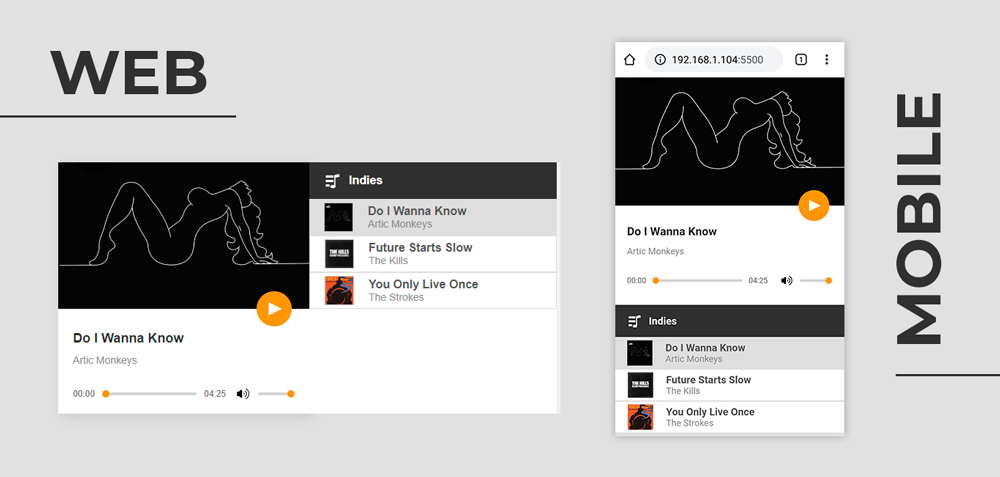 WEB
Indies
Do I Wanna Know
Artic Monkeys
THE KILLS
Future Starts Slow
The Kills
You Only Live Once
The Strokes
Do I Wanna Know
Artic Monkeys
00:00 04:25
192.168.1.104:5500 1
Do I Wanna Know
Artic Monkeys
00:00 04:25
Indies
Do I Wanna Know
Artic Monkeys
THE KILLS
Future Starts Slow
The Kills
You Only Live Once
The Strokes
MOBILE